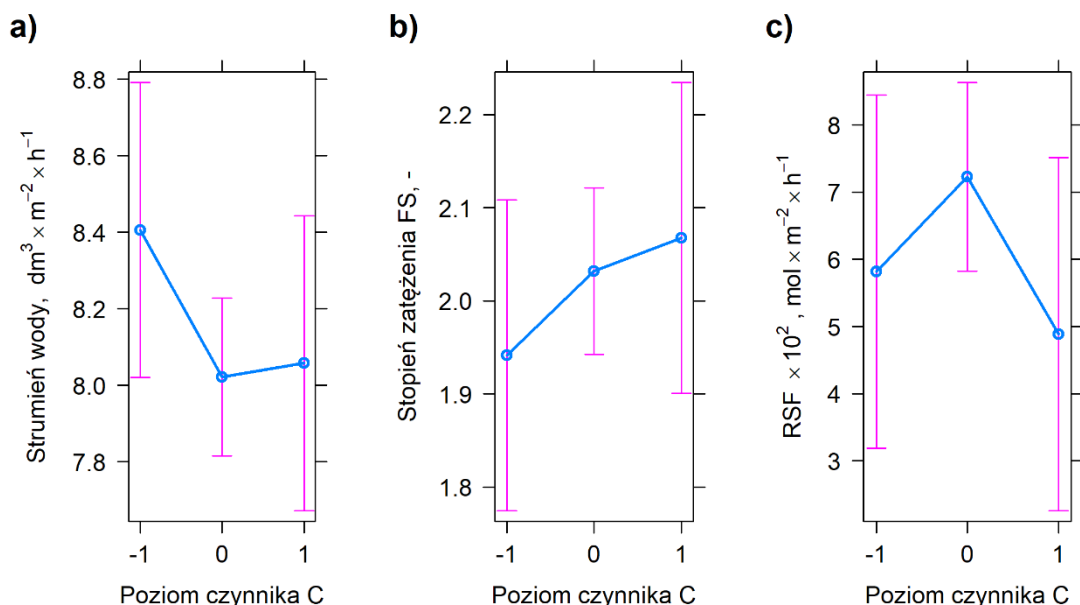 a)
Strumień wody, dm³ × m⁻² × h⁻¹
8.8
8.6
8.4
8.2
8.0
7.8
-1 0 1
Poziom czynnika C
b)
Stopień zatężenia FS, -
2.2
2.1
2.0
1.9
1.8
-1 0 1
Poziom czynnika C
c)
RSF × 10² , mol × m⁻² × h⁻¹
8
7
6
5
4
3
-1 0 1
Poziom czynnika C